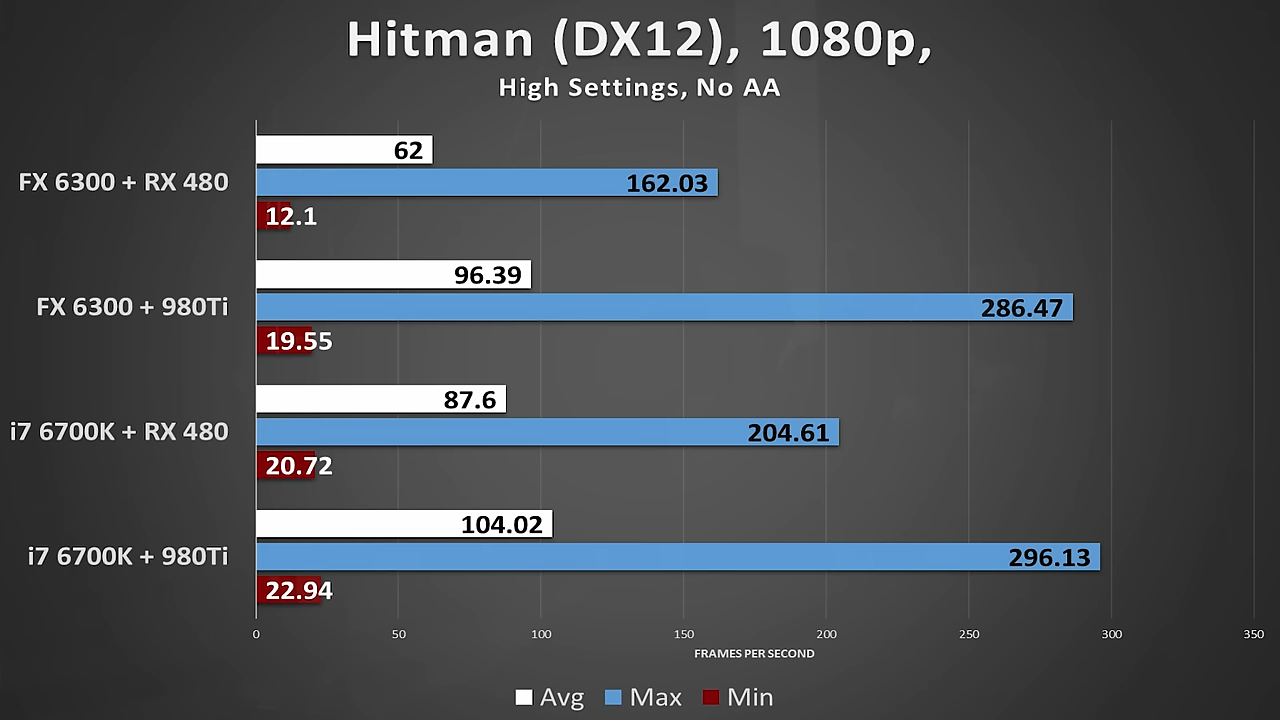 Hitman (DX12), 1080p,
High Settings, No AA
FX 6300 + RX 480
62
162.03
12.1
FX 6300 + 980Ti
96.39
286.47
19.55
i7 6700K + RX 480
87.6
204.61
20.72
i7 6700K + 980Ti
104.02
296.13
22.94
0 50 100 150 200 250 300 350
FRAMES PER SECOND
Avg Max Min